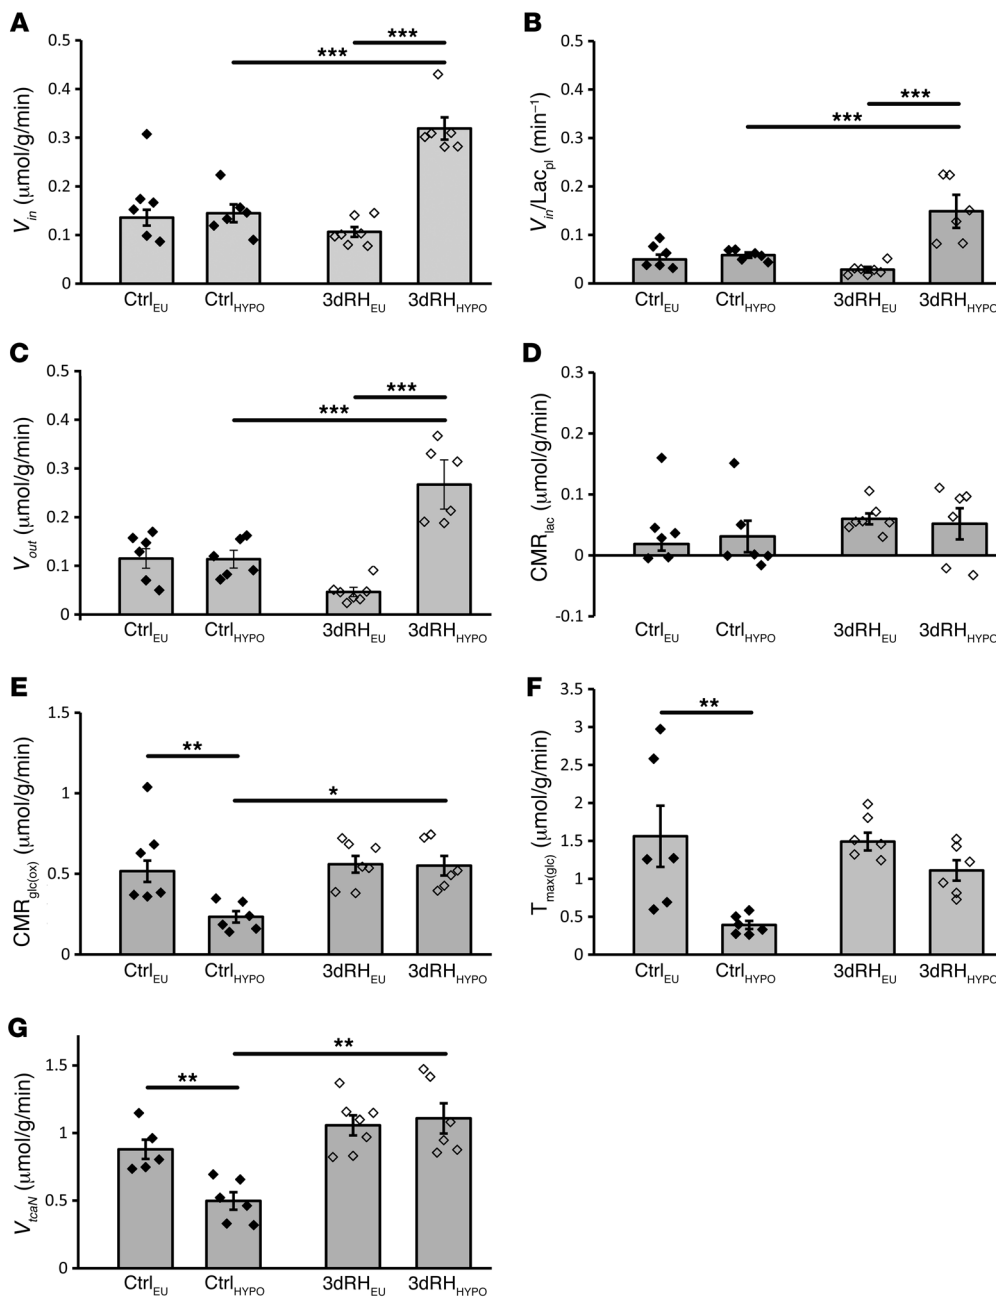 A
V_in (μmol/g/min)
0.5
0.4
0.3
0.2
0.1
0
***
***
Ctrl_EU Ctrl_HYPO 3dRH_EU 3dRH_HYPO
B
V_in/Lac_pl (min⁻¹)
0.5
0.4
0.3
0.2
0.1
0
***
***
Ctrl_EU Ctrl_HYPO 3dRH_EU 3dRH_HYPO
C
V_out (μmol/g/min)
0.5
0.4
0.3
0.2
0.1
0
***
***
Ctrl_EU Ctrl_HYPO 3dRH_EU 3dRH_HYPO
D
CMR_lac (μmol/g/min)
0.3
0.2
0.1
0
-0.1
Ctrl_EU Ctrl_HYPO 3dRH_EU 3dRH_HYPO
E
CMR_glc(ox) (μmol/g/min)
1.5
1
0.5
0
**
*
Ctrl_EU Ctrl_HYPO 3dRH_EU 3dRH_HYPO
F
T_max(glc) (μmol/g/min)
3.5
3
2.5
2
1.5
1
0.5
0
**
Ctrl_EU Ctrl_HYPO 3dRH_EU 3dRH_HYPO
G
V_tcaN (μmol/g/min)
1.5
1
0.5
0
**
**
Ctrl_EU Ctrl_HYPO 3dRH_EU 3dRH_HYPO